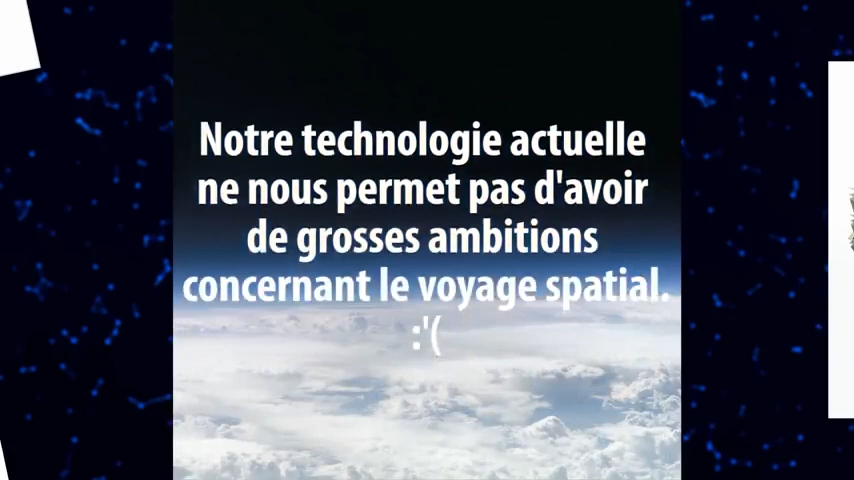 Notre technologie actuelle
ne nous permet pas d'avoir
de grosses ambitions
concernant le voyage spatial.
:'(